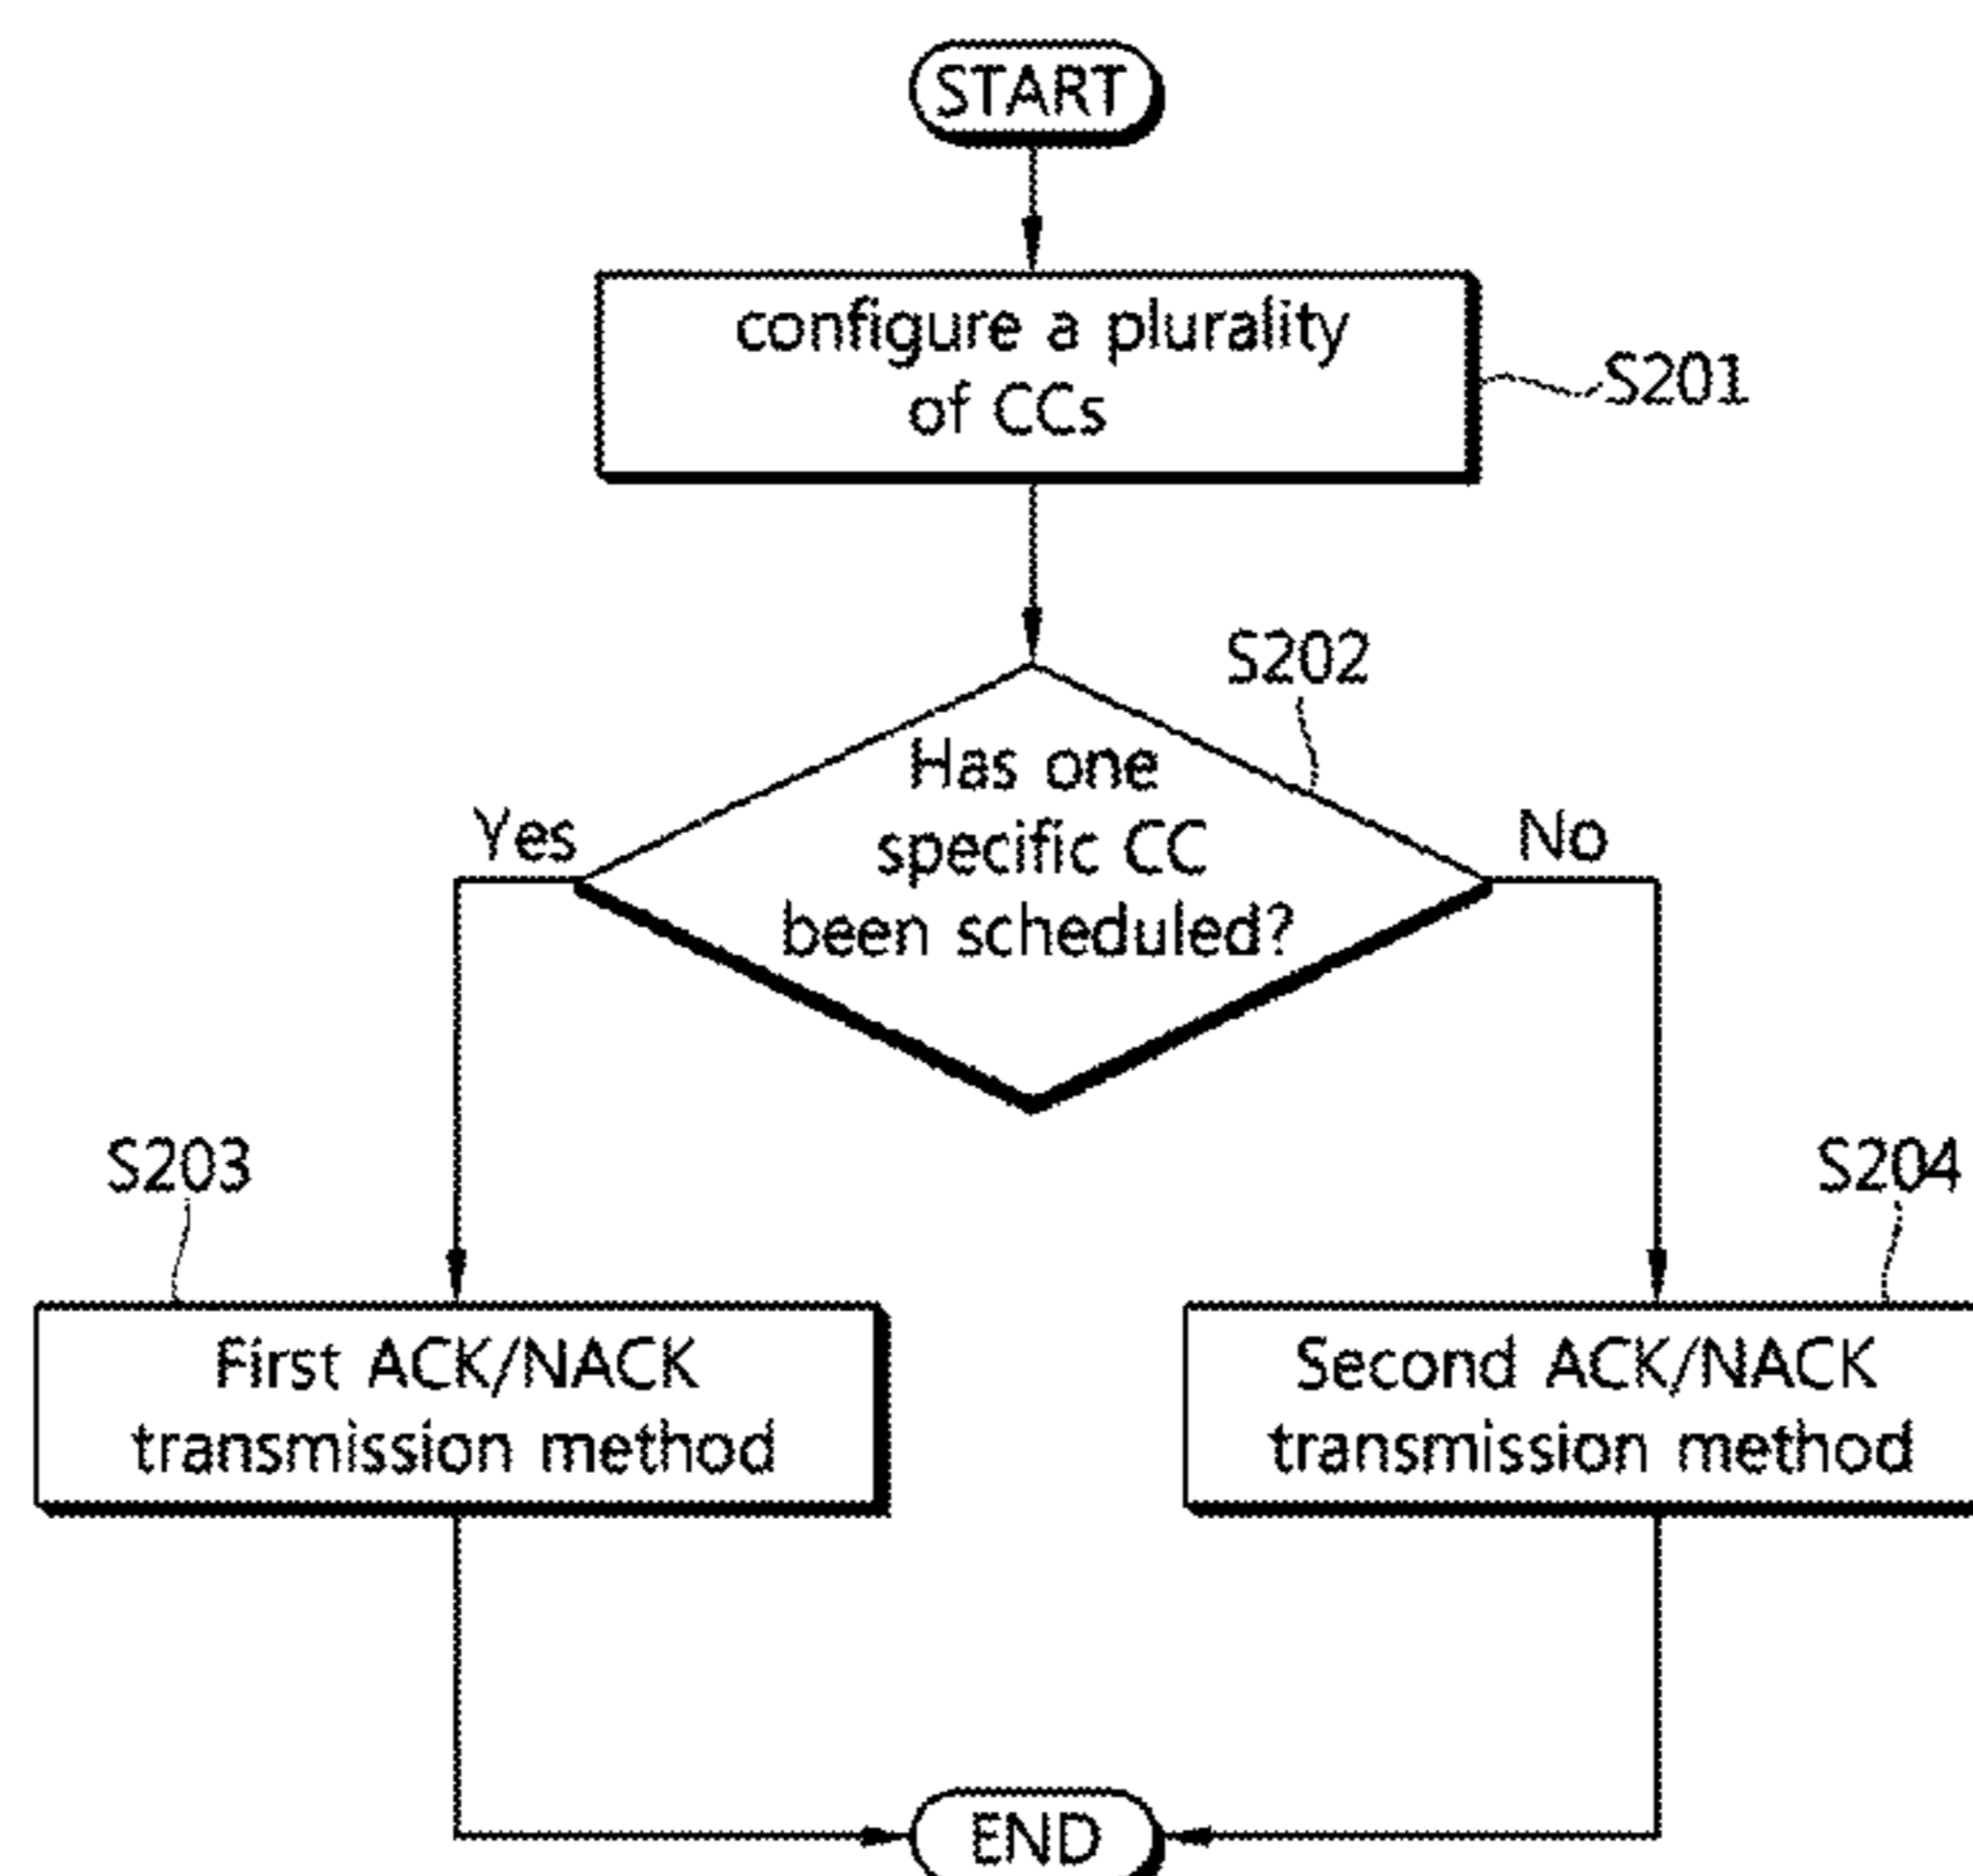 START
configure a plurality
of CCs
S201
S202
Has one
specific CC
been scheduled?
Yes
No
S203
S204
First ACK/NACK
transmission method
Second ACK/NACK
transmission method
END